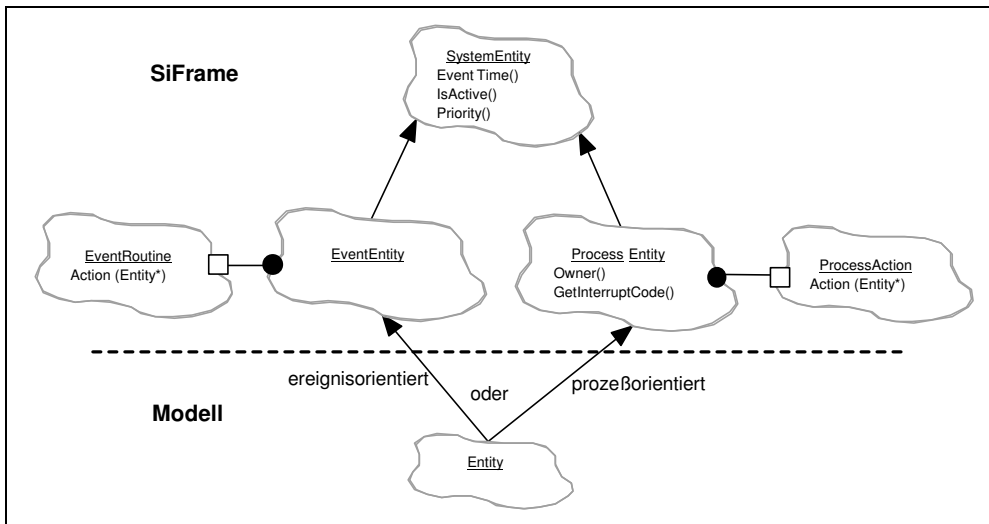 SiFrame
SystemEntity
Event Time()
IsActive()
Priority()
EventRoutine
Action (Entity*)
EventEntity
Process Entity
Owner()
GetInterruptCode()
ProcessAction
Action (Entity*)
ereignisorientiert
oder
prozeßorientiert
Modell
Entity